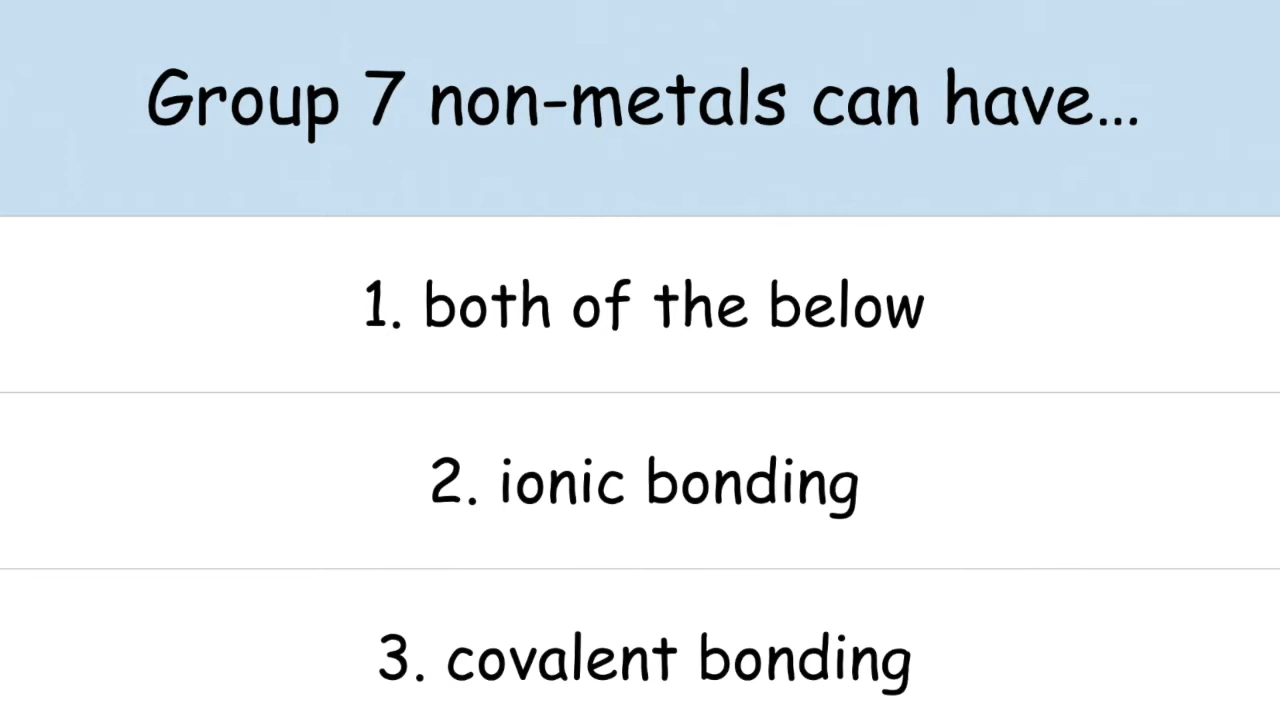 Group 7 non-metals can have...
1. both of the below
2. ionic bonding
3. covalent bonding